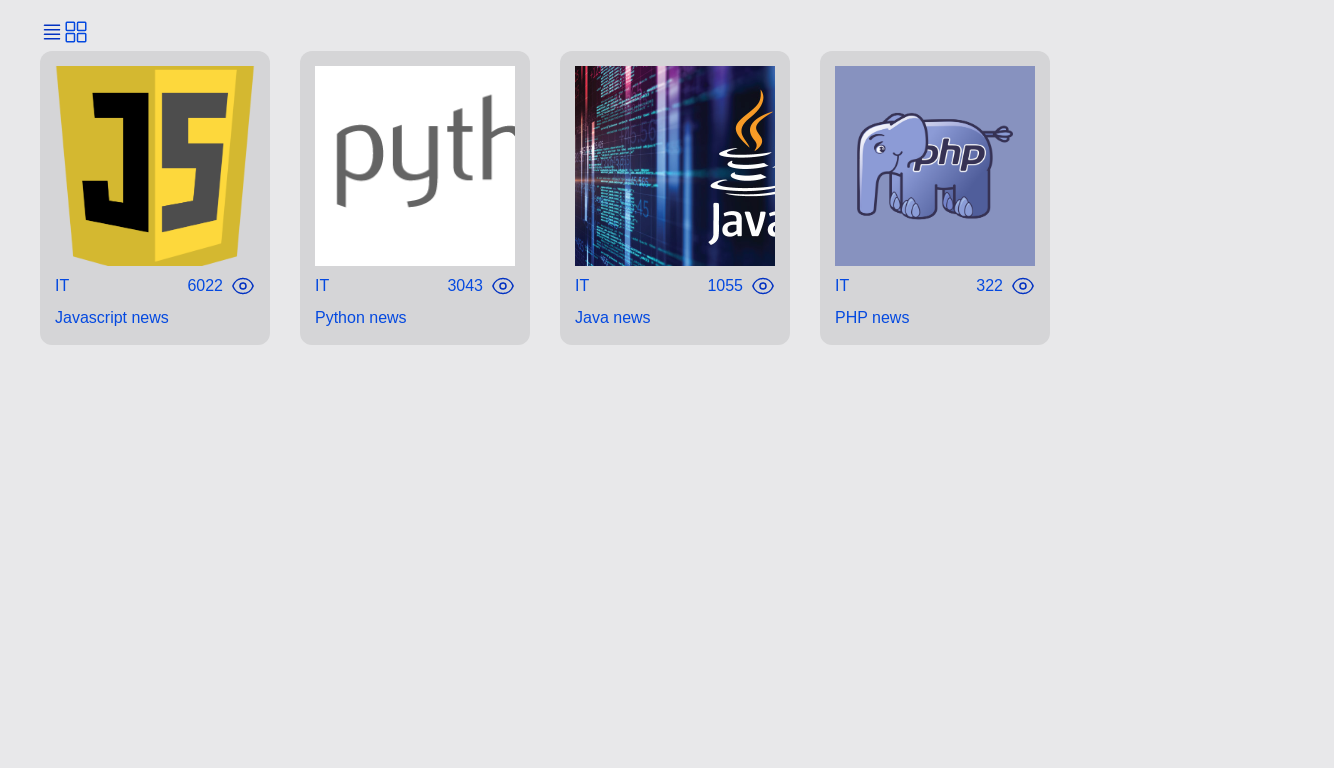 JS
pyth
Java
php
IT 6022
IT 3043
IT 1055
IT 322
Javascript news
Python news
Java news
PHP news